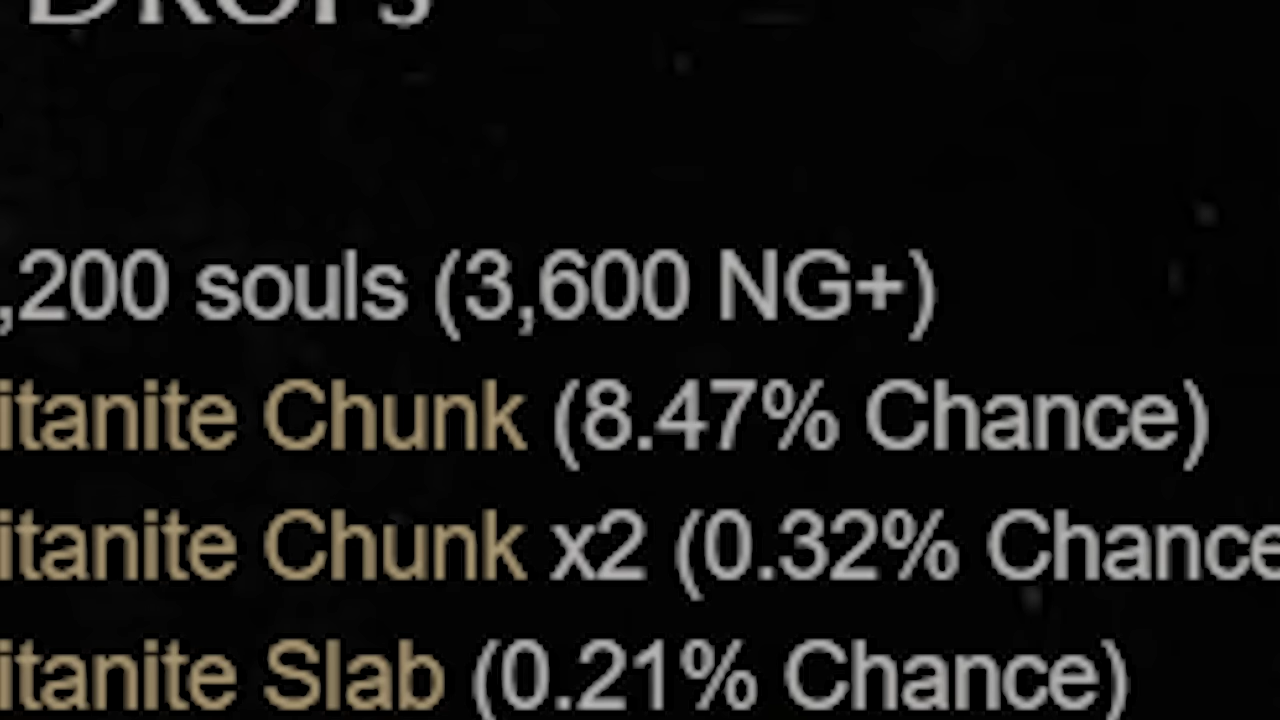 DROPS
,200 souls (3,600 NG+)
itanite Chunk (8.47% Chance)
itanite Chunk x2 (0.32% Chance
itanite Slab (0.21% Chance)